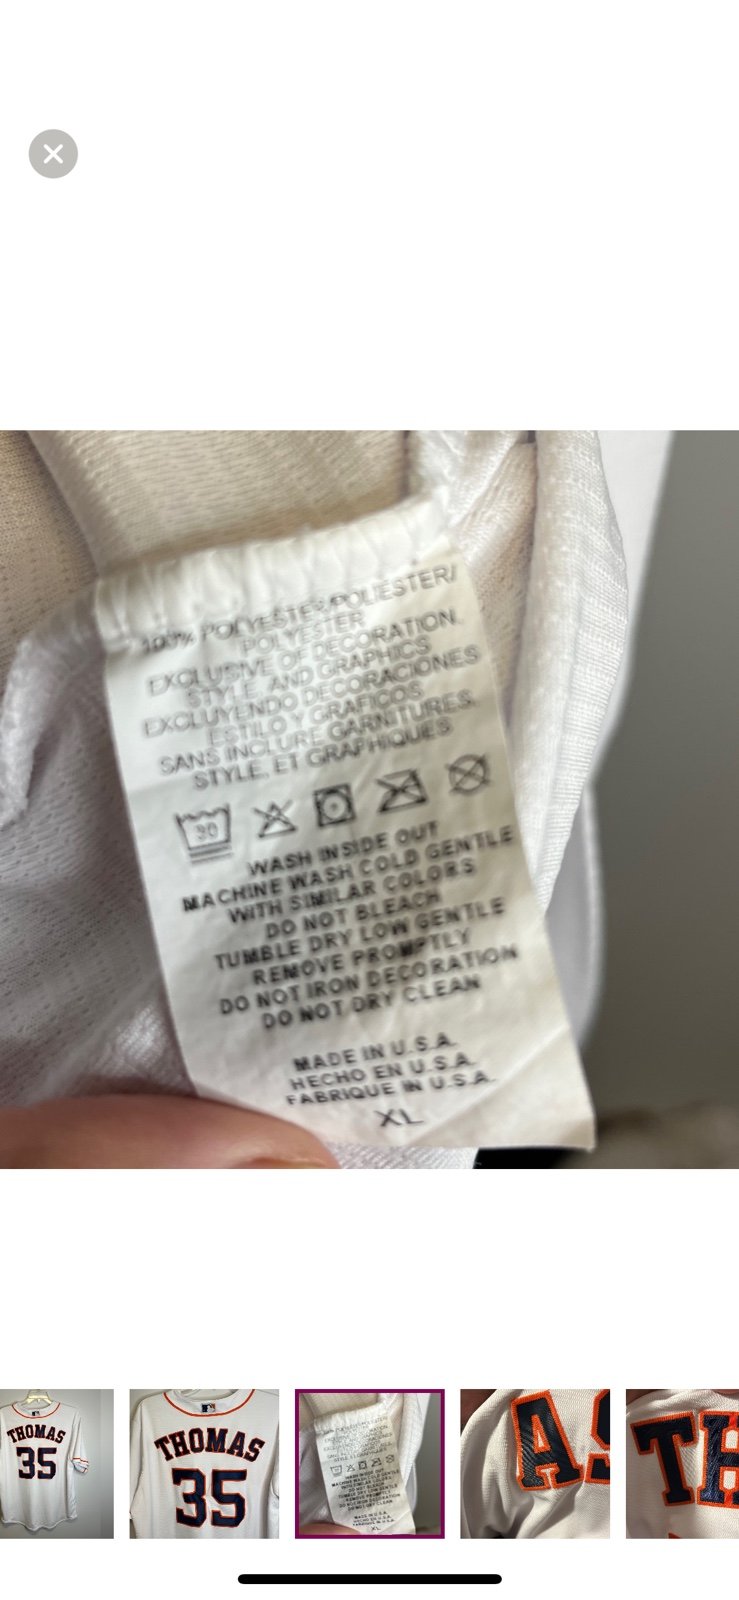 100% POLYESTER/POLIESTER/
POLYESTER
EXCLUSIVE OF DECORATION,
STYLE, AND GRAPHICS
EXCLUYENDO DECORACIONES
ESTILO Y GRAFICOS
SANS INCLURE GARNITURES,
STYLE, ET GRAPHIQUES
30
WASH INSIDE OUT
MACHINE WASH COLD GENTLE
WITH SIMILAR COLORS
DO NOT BLEACH
TUMBLE DRY LOW GENTLE
REMOVE PROMPTLY
DO NOT IRON DECORATION
DO NOT DRY CLEAN
MADE IN U.S.A.
HECHO EN U.S.A.
FABRIQUE IN U.S.A.
XL
THOMAS
35
THOMAS
35
AS
TH